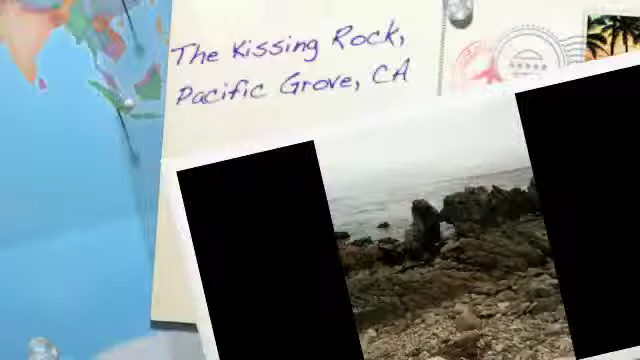 The Kissing Rock,
Pacific Grove, CA